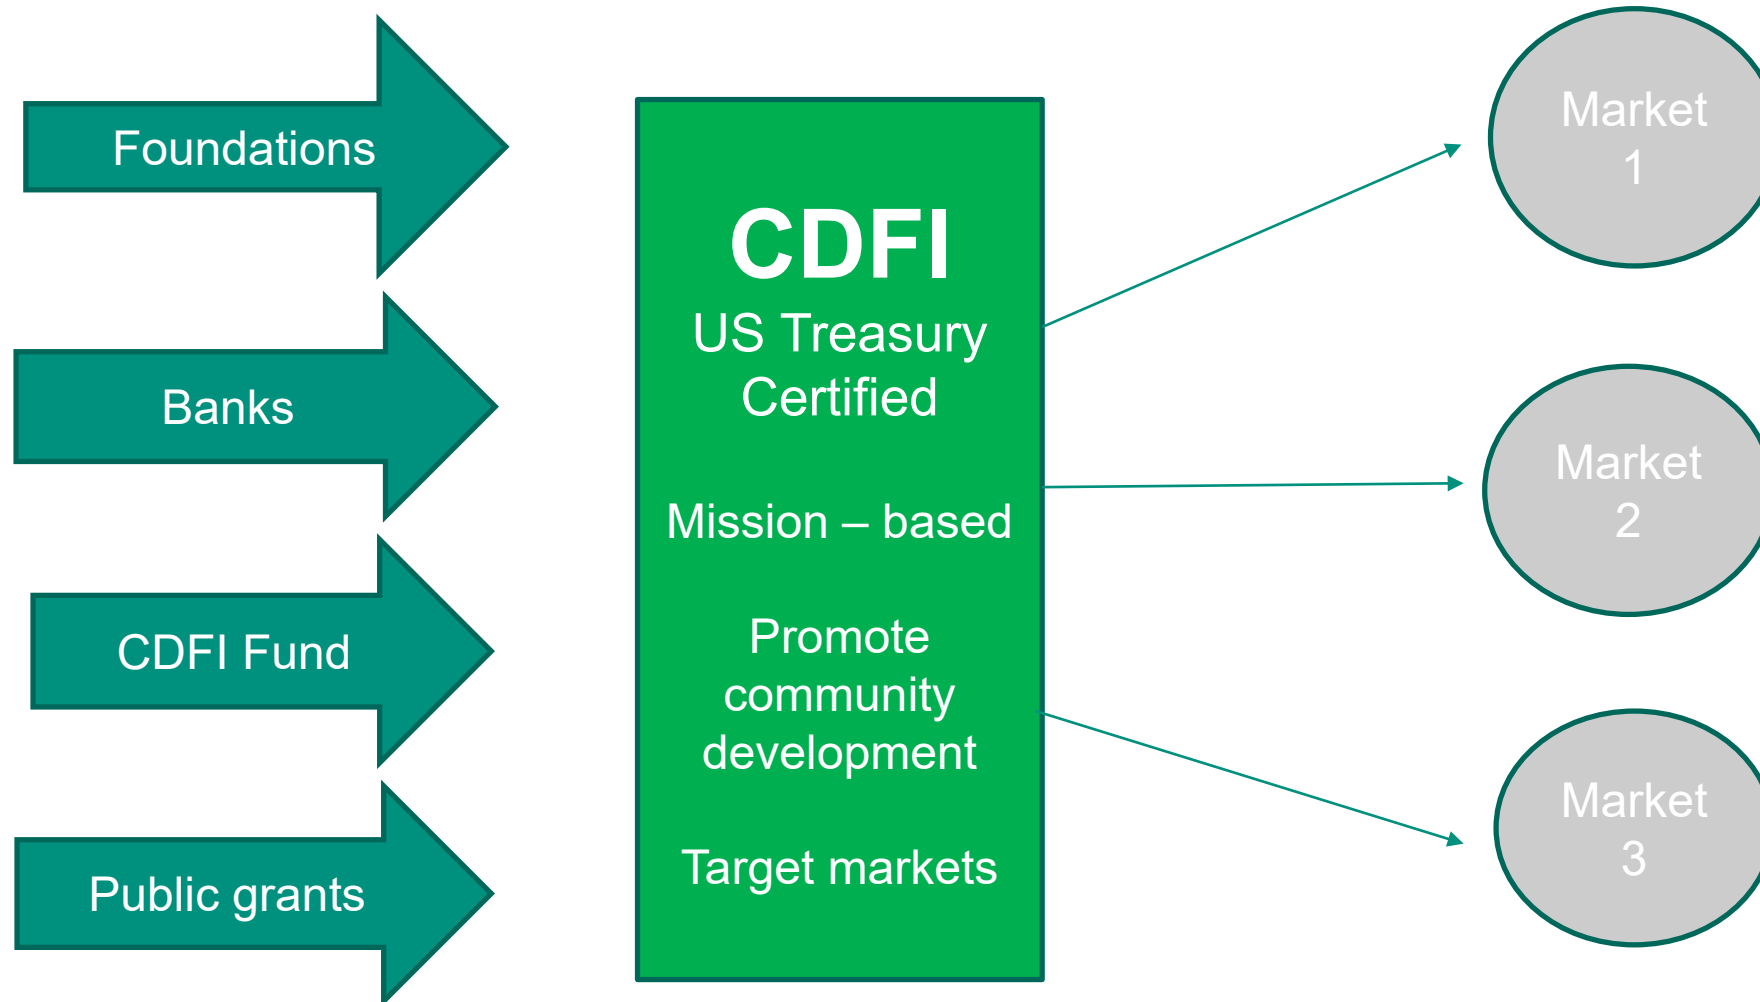 Foundations
Banks
CDFI Fund
Public grants
CDFI
US Treasury
Certified
Mission – based
Promote
community
development
Target markets
Market
1
Market
2
Market
3